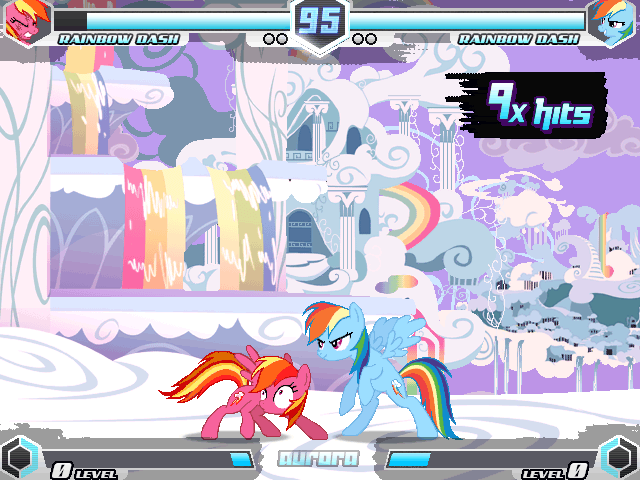 95
RAINBOW DASH
RAINBOW DASH
9x hits
aurora
0 LEVEL
LEVEL 0